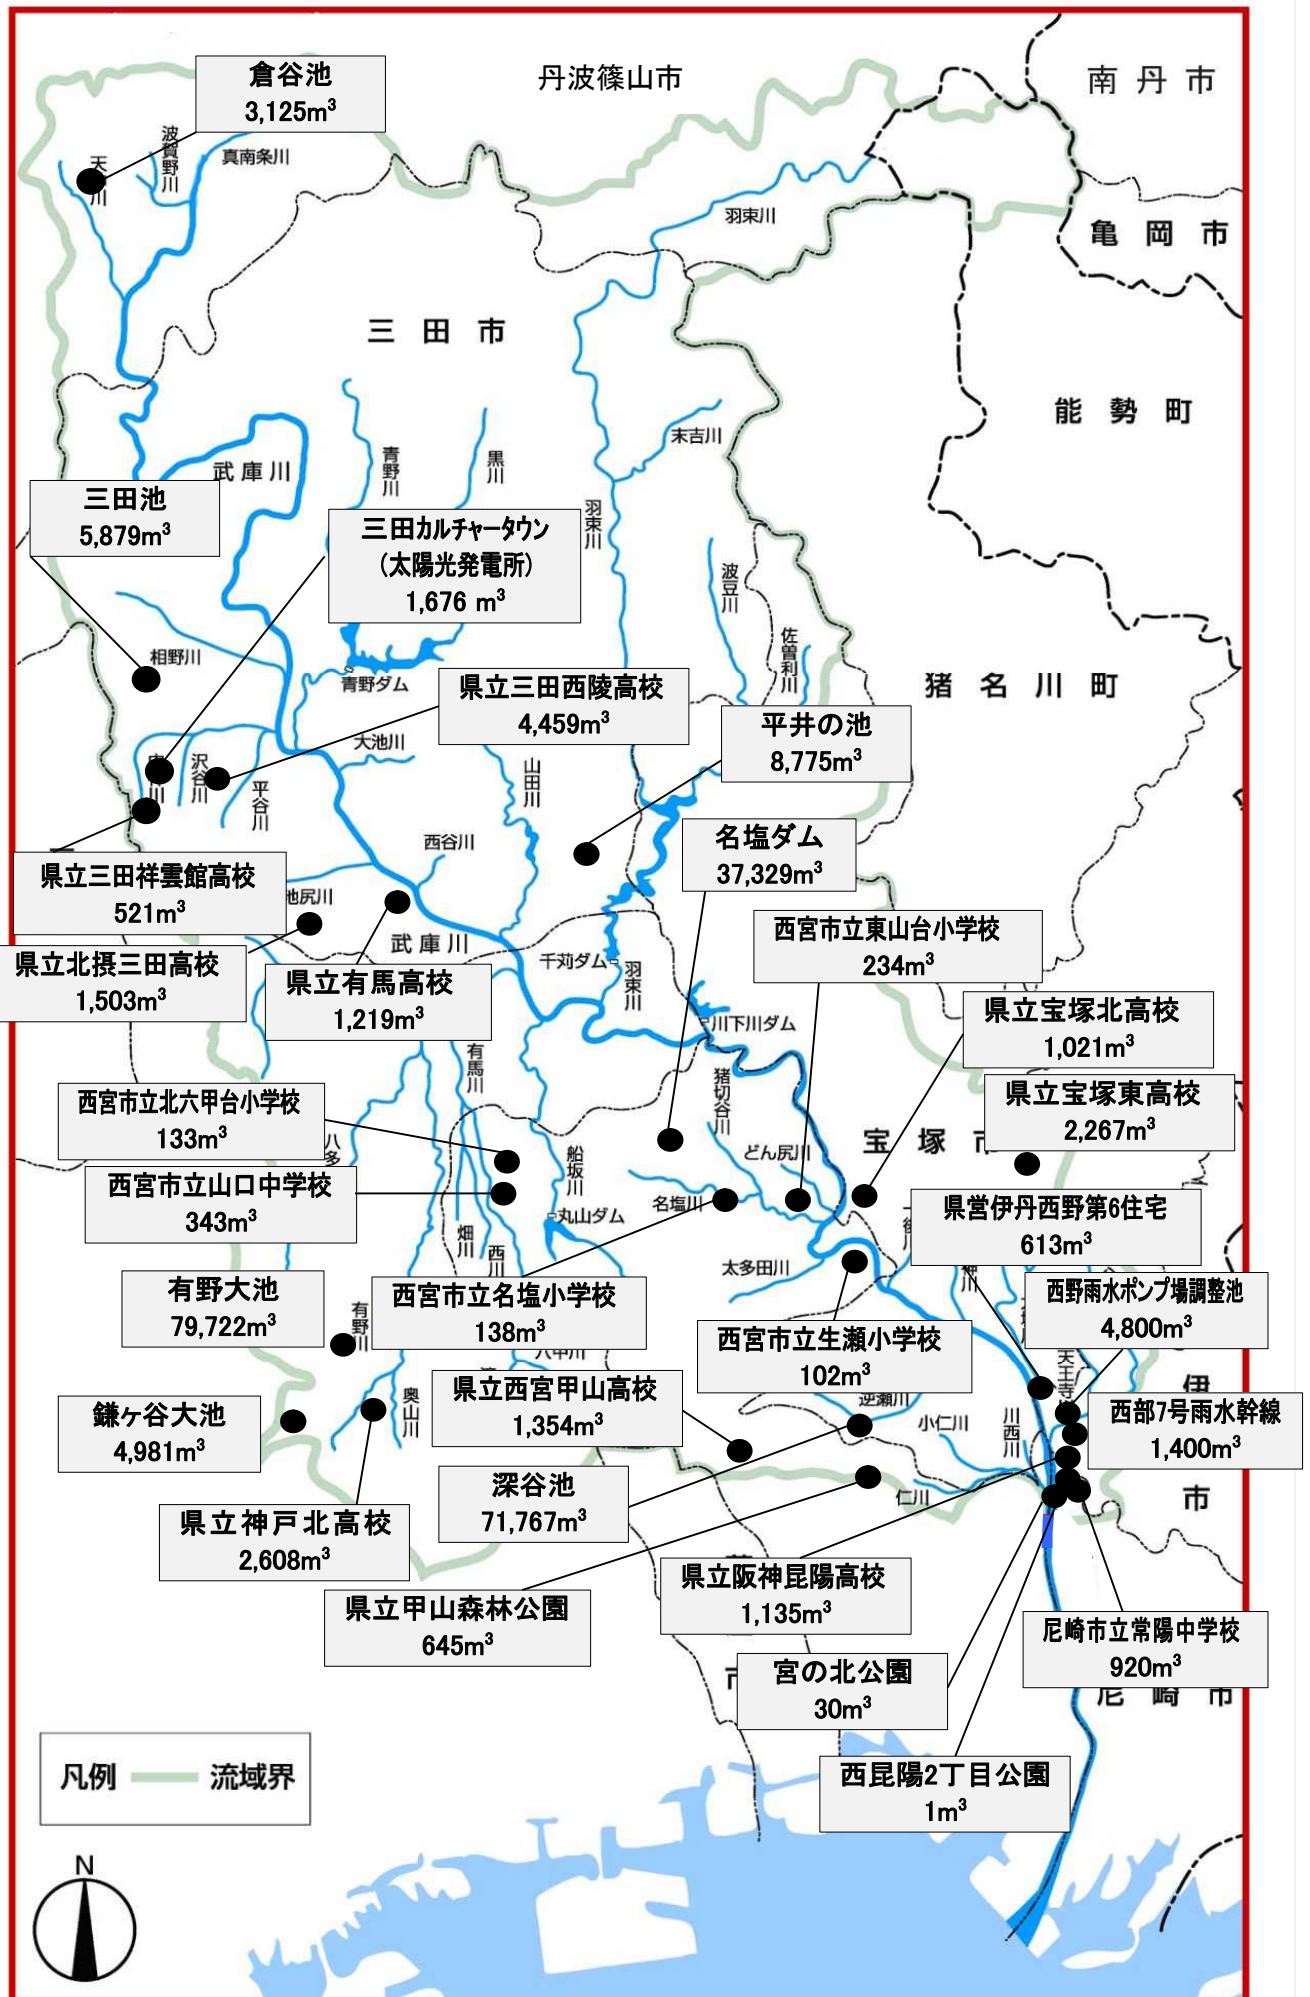 倉谷池
3,125m³
丹波篠山市
南丹市
波賀野川
真南条川
羽束川
亀岡市
三田市
能勢町
末吉川
武庫川
青野川
黒川
羽束川
三田池
5,879m³
三田カルチャータウン
(太陽光発電所)
1,676 m³
波豆川
佐曽利川
相野川
青野ダム
猪名川町
県立三田西陵高校
4,459m³
平井の池
8,775m³
大池川
沢谷川
平谷川
山田川
西谷川
名塩ダム
37,329m³
県立三田祥雲館高校
521m³
池尻川
武庫川
西宮市立東山台小学校
234m³
県立北摂三田高校
1,503m³
県立有馬高校
1,219m³
千苅ダム
羽束川
県立宝塚北高校
1,021m³
川下川ダム
有馬川
猪切谷川
県立宝塚東高校
2,267m³
西宮市立北六甲台小学校
133m³
八多
船坂川
どん尻川
宝塚市
西宮市立山口中学校
343m³
名塩川
丸山ダム
畑川
西川
県営伊丹西野第6住宅
613m³
太多田川
有野大池
79,722m³
西宮市立名塩小学校
138m³
西野雨水ポンプ場調整池
4,800m³
有野川
西宮市立生瀬小学校
102m³
天王寺
伊
市
鎌ヶ谷大池
4,981m³
奥山川
県立西宮甲山高校
1,354m³
逆瀬川
小仁川
川西川
西部7号雨水幹線
1,400m³
深谷池
71,767m³
仁川
県立神戸北高校
2,608m³
県立阪神昆陽高校
1,135m³
県立甲山森林公園
645m³
尼崎市立常陽中学校
920m³
宮の北公園
30m³
市
尼崎市
西昆陽2丁目公園
1m³
凡例
流域界
N